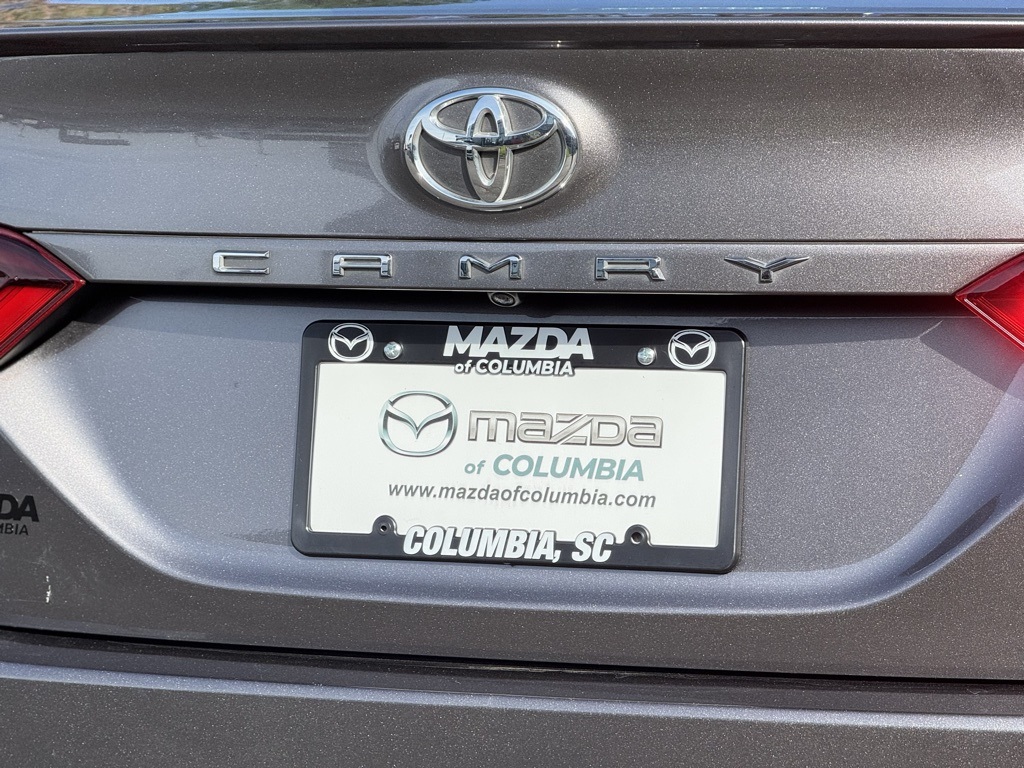 CAMRY
MAZDA
of COLUMBIA
mazda
of COLUMBIA
www.mazdaofcolumbia.com
COLUMBIA, SC